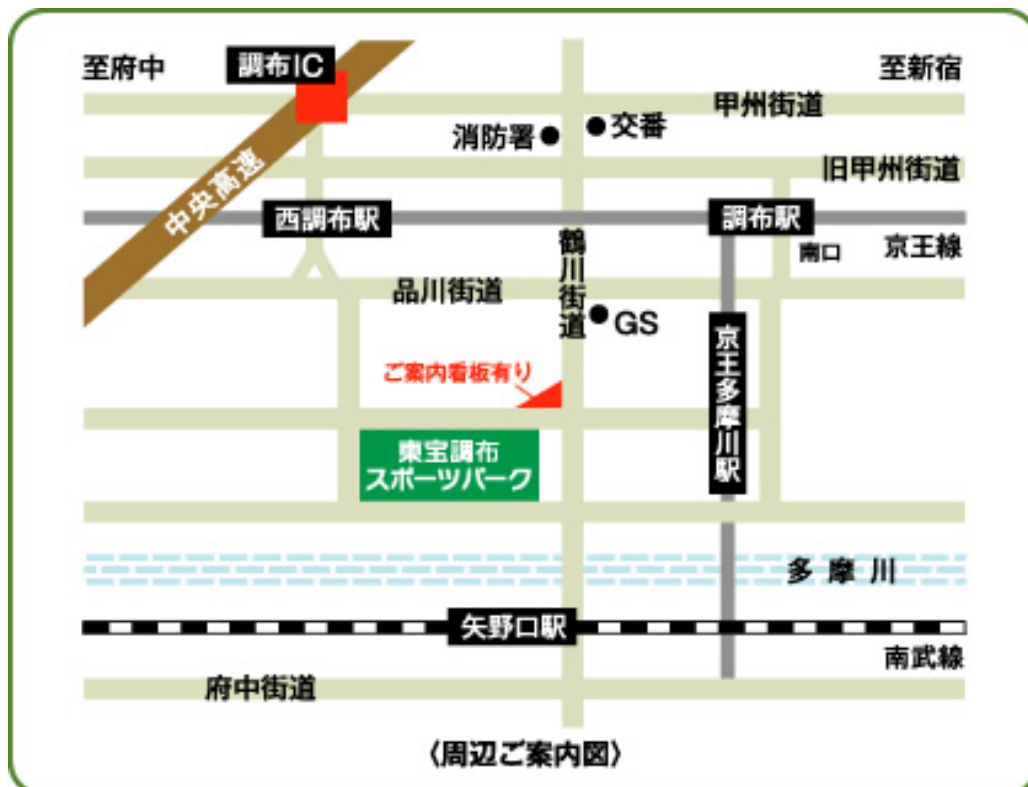 至府中
調布IC
至新宿
甲州街道
消防署
交番
旧甲州街道
中央高速
西調布駅
調布駅
南口
京王線
鶴川街道
品川街道
GS
京王多摩川駅
ご案内看板有り
東宝調布
スポーツパーク
多摩川
矢野口駅
南武線
府中街道
〈周辺ご案内図〉